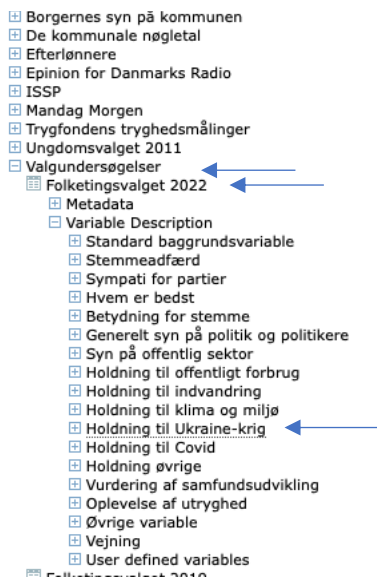 Borgernes syn på kommunen
De kommunale nøgletal
Efterlønnere
Epinion for Danmarks Radio
ISSP
Mandag Morgen
Trygfondens tryghedsmålinger
Ungdomsvalget 2011
Valgundersøgelser
Folketingsvalget 2022
Metadata
Variable Description
Standard baggrundsvariable
Stemmeadfærd
Sympati for partier
Hvem er bedst
Betydning for stemme
Generelt syn på politik og politikere
Syn på offentlig sektor
Holdning til offentligt forbrug
Holdning til indvandring
Holdning til klima og miljø
Holdning til Ukraine-krig
Holdning til Covid
Holdning øvrige
Vurdering af samfundsudvikling
Oplevelse af utryghed
Øvrige variable
Vejning
User defined variables
Folketingsvalget 2019